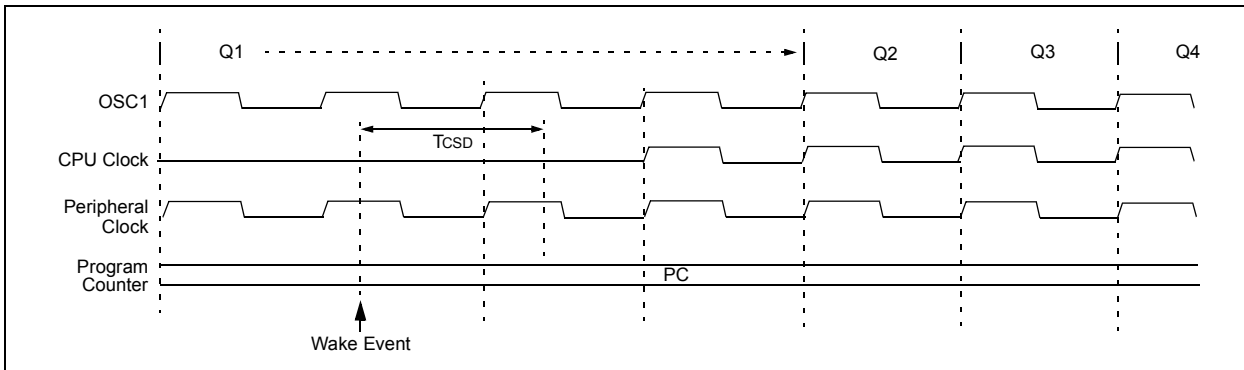 Q1
Q2
Q3
Q4
OSC1
TCSD
CPU Clock
Peripheral
Clock
Program
Counter
PC
Wake Event